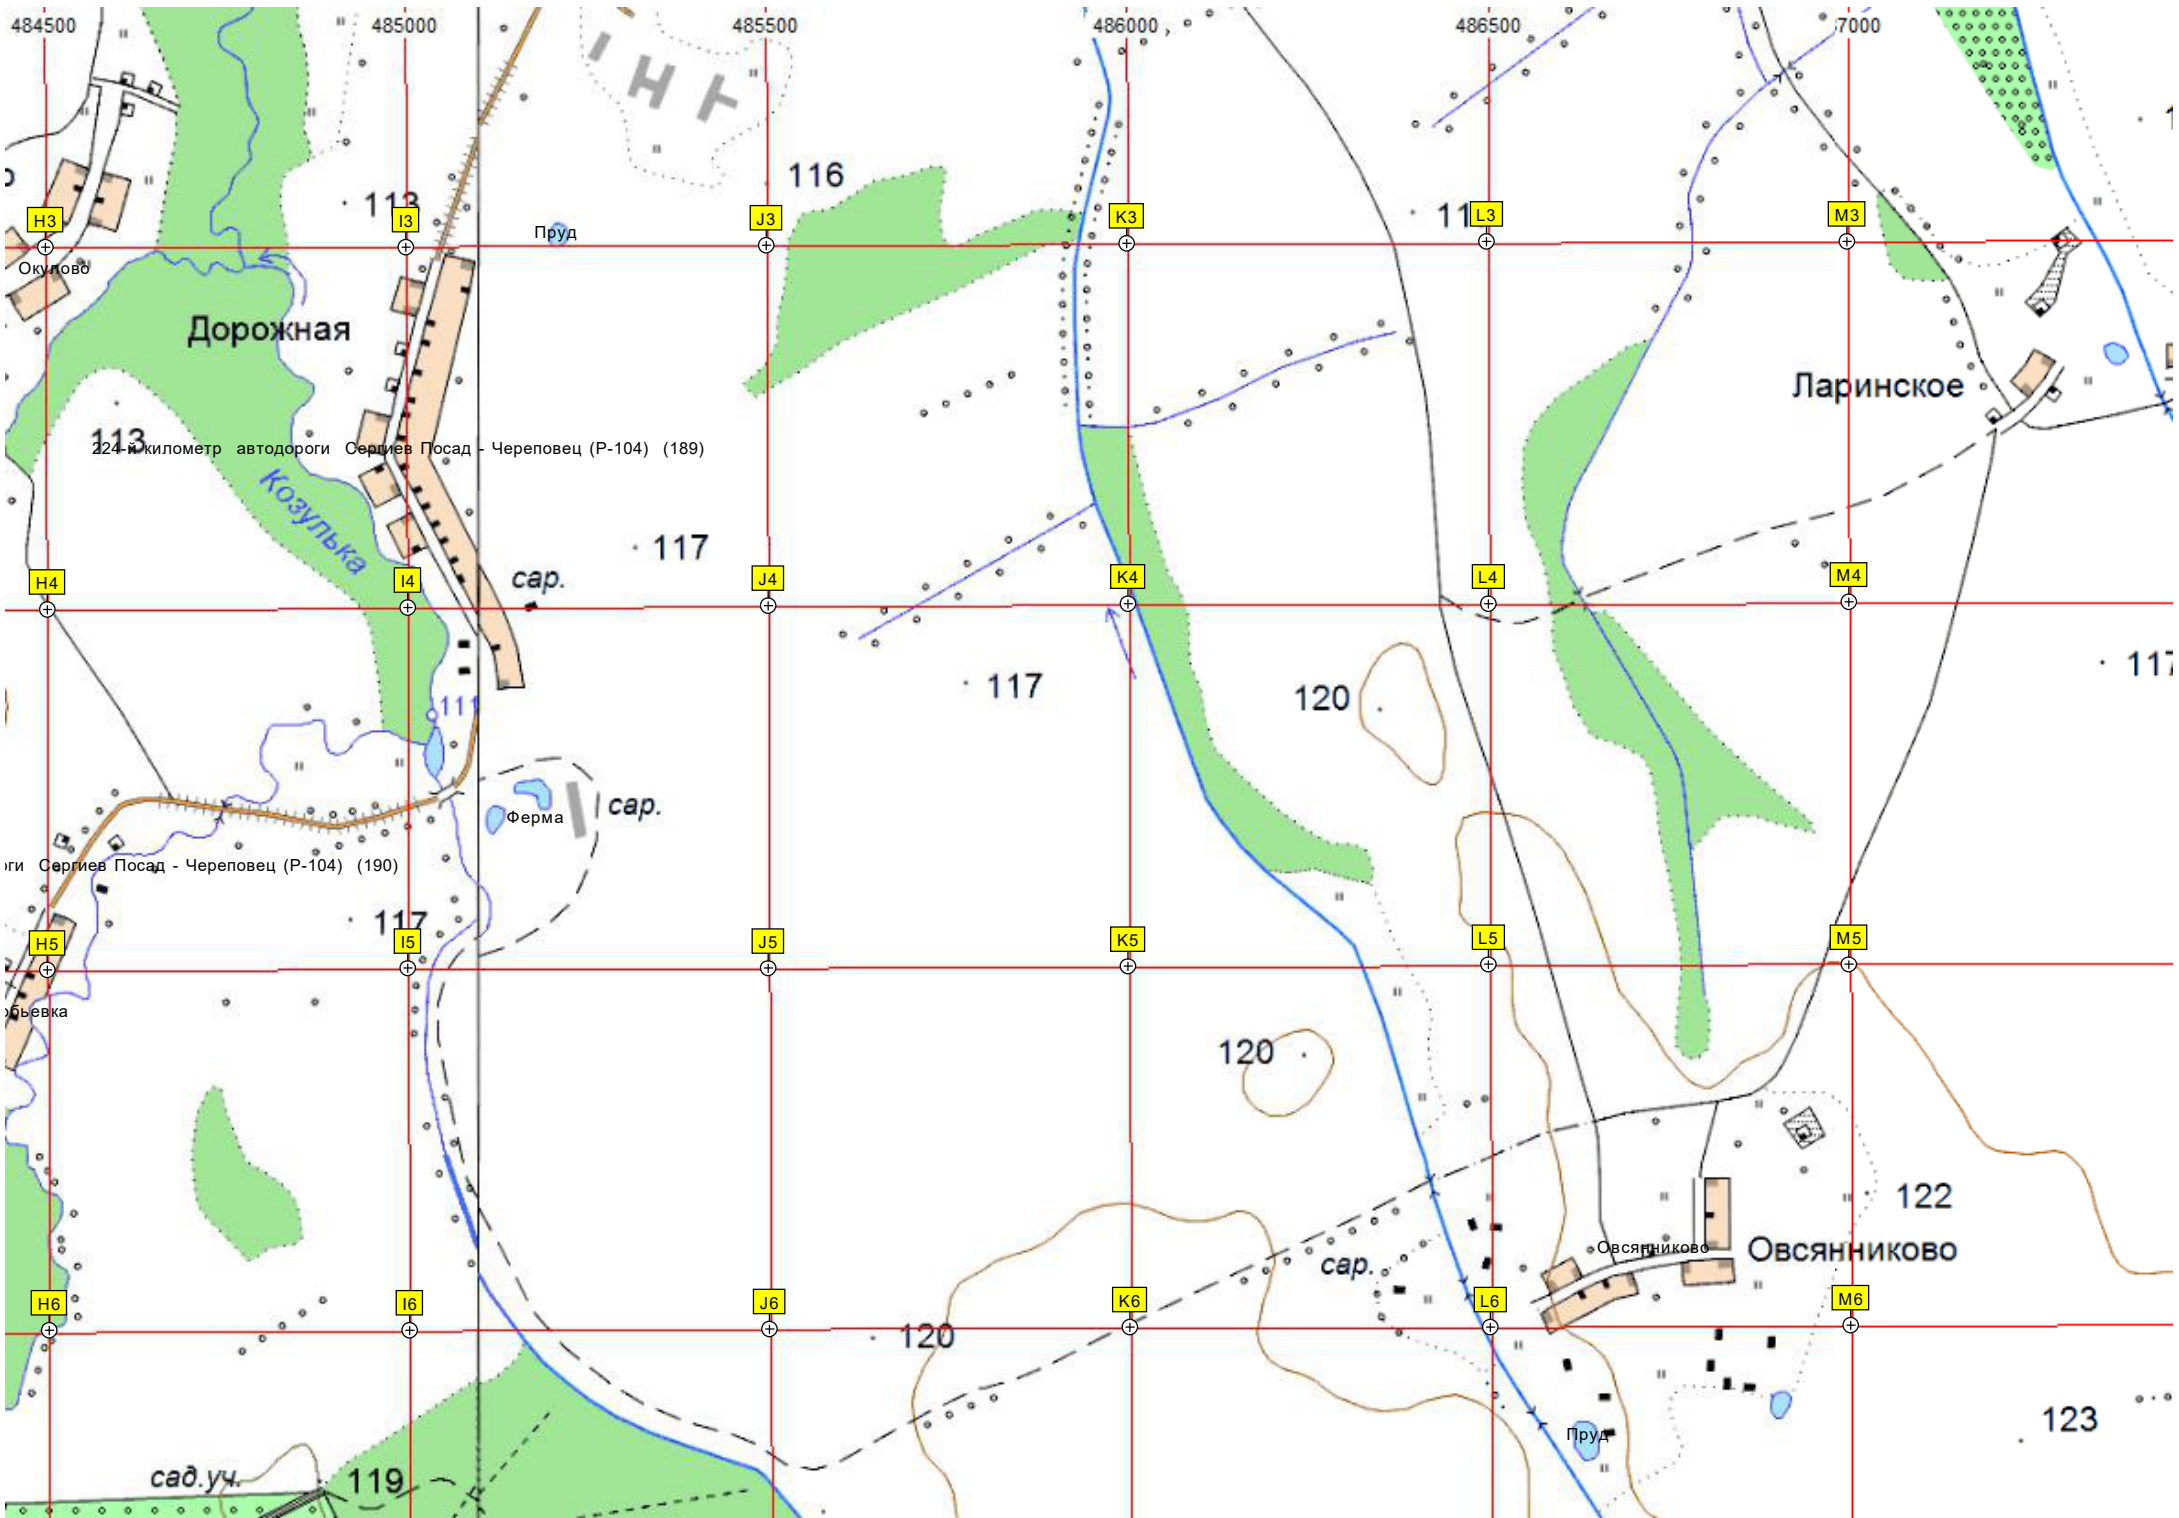 484500 485000 485500 486000 486500 7000
116
113
H3 I3 J3 K3 L3 M3
Пруд
Окулово
Дорожная
Ларинское
113
224-й километр автодороги Сергиев Посад - Череповец (Р-104) (189)
Козулька
117
сар.
H4 I4 J4 K4 L4 M4
117
117
120
111
сар.
Ферма
Сергиев Посад - Череповец (Р-104) (190)
117
H5 I5 J5 K5 L5 M5
120
122
Овсянниково
Овсянниково
сар.
H6 I6 J6 K6 L6 M6
120
123
Пруд
сад.уч.
119